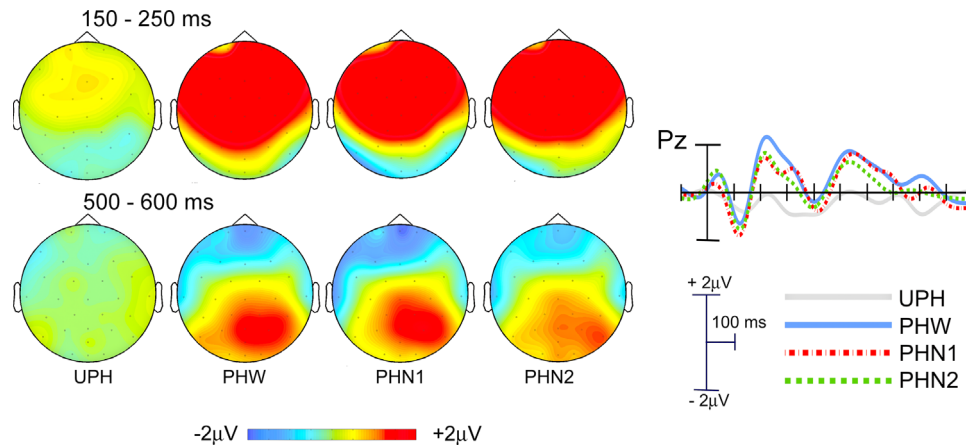 150 - 250 ms
500 - 600 ms
UPH
PHW
PHN1
PHN2
-2μV
+2μV
Pz
+ 2μV
100 ms
- 2μV
UPH
PHW
PHN1
PHN2